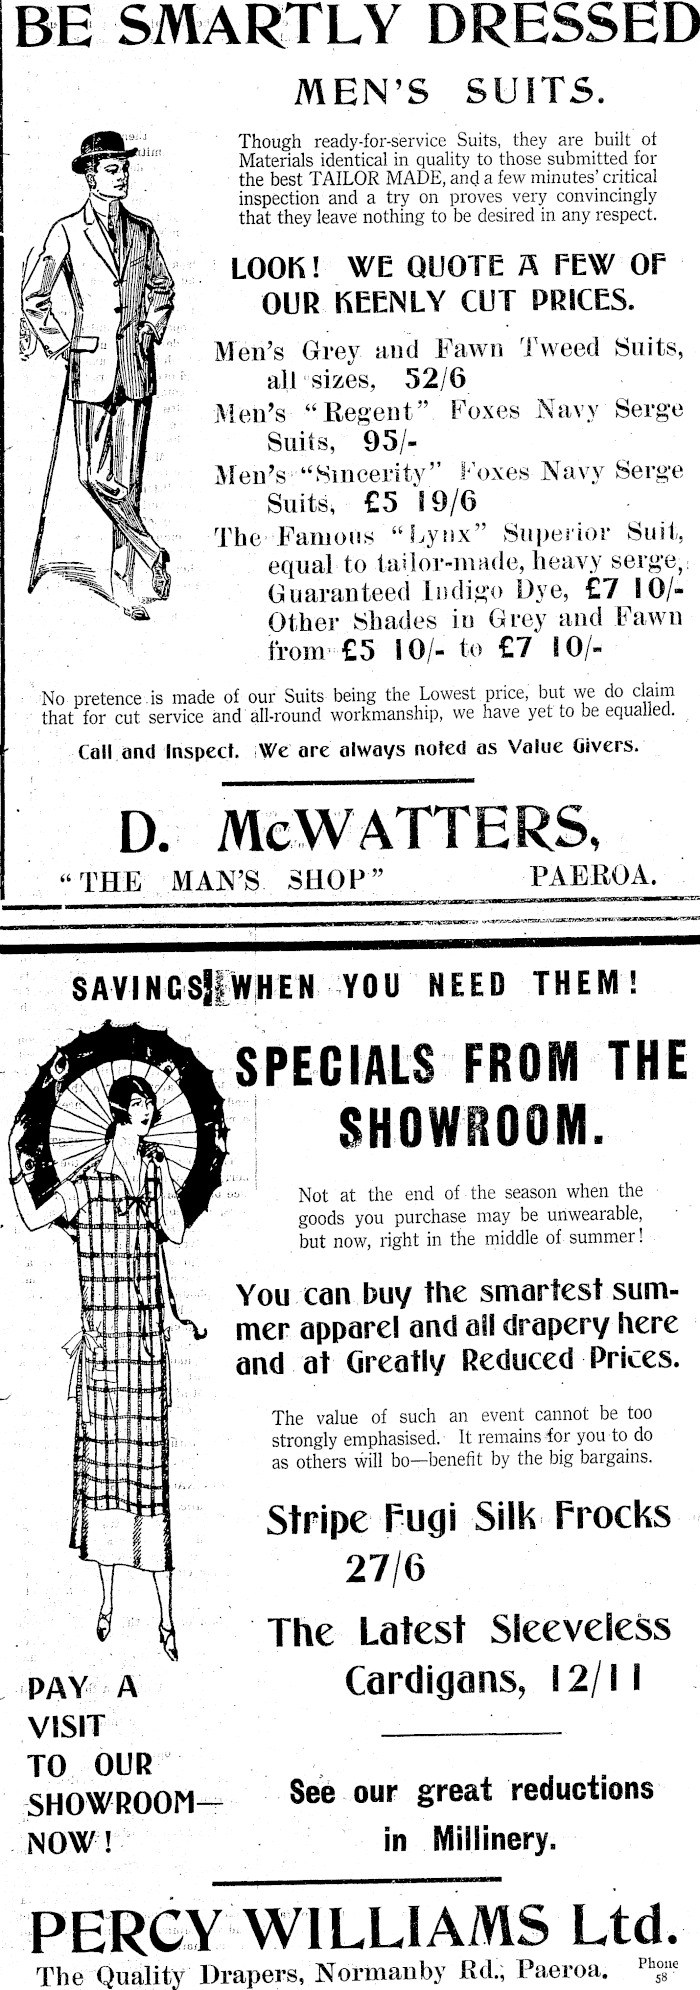 BE SMARTLY DRESSED
MEN'S SUITS.
Though ready-for-service Suits, they are built of
Materials identical in quality to those submitted for
the best TAILOR MADE, and a few minutes' critical
inspection and a try on proves very convincingly
that they leave nothing to be desired in any respect.
LOOK! WE QUOTE A FEW OF
OUR KEENLY CUT PRICES.
Men's Grey and Fawn Tweed Suits,
all sizes, 52/6
Men's "Regent" Foxes Navy Serge
Suits, 95/-
Men's "Sincerity" Foxes Navy Serge
Suits, £5 19/6
The Famous "Lynx" Superior Suit,
equal to tailor-made, heavy serge,
Guaranteed Indigo Dye, £7 10/-
Other Shades in Grey and Fawn
from £5 10/- to £7 10/-
No pretence is made of our Suits being the Lowest price, but we do claim
that for cut service and all-round workmanship, we have yet to be equalled.
Call and Inspect. We are always noted as Value Givers.
D. McWATTERS,
"THE MAN'S SHOP" PAEROA.
SAVINGS WHEN YOU NEED THEM!
SPECIALS FROM THE
SHOWROOM.
Not at the end of the season when the
goods you purchase may be unwearable,
but now, right in the middle of summer!
You can buy the smartest sum-
mer apparel and all drapery here
and at Greatly Reduced Prices.
The value of such an event cannot be too
strongly emphasised. It remains for you to do
as others will bo—benefit by the big bargains.
Stripe Fugi Silk Frocks
27/6
The Latest Sleeveless
Cardigans, 12/11
PAY A
VISIT
TO OUR
SHOWROOM—
NOW!
See our great reductions
in Millinery.
PERCY WILLIAMS Ltd.
The Quality Drapers, Normanby Rd., Paeroa. Phone
58